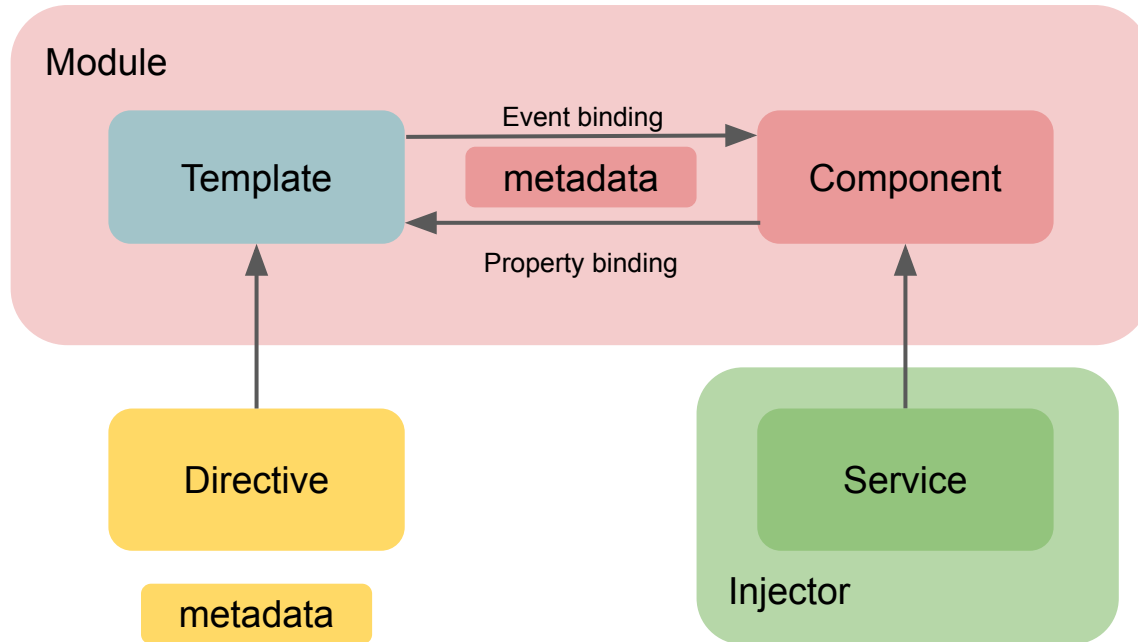 Module
Event binding
Template
metadata
Component
Property binding
Directive
Service
Injector
metadata